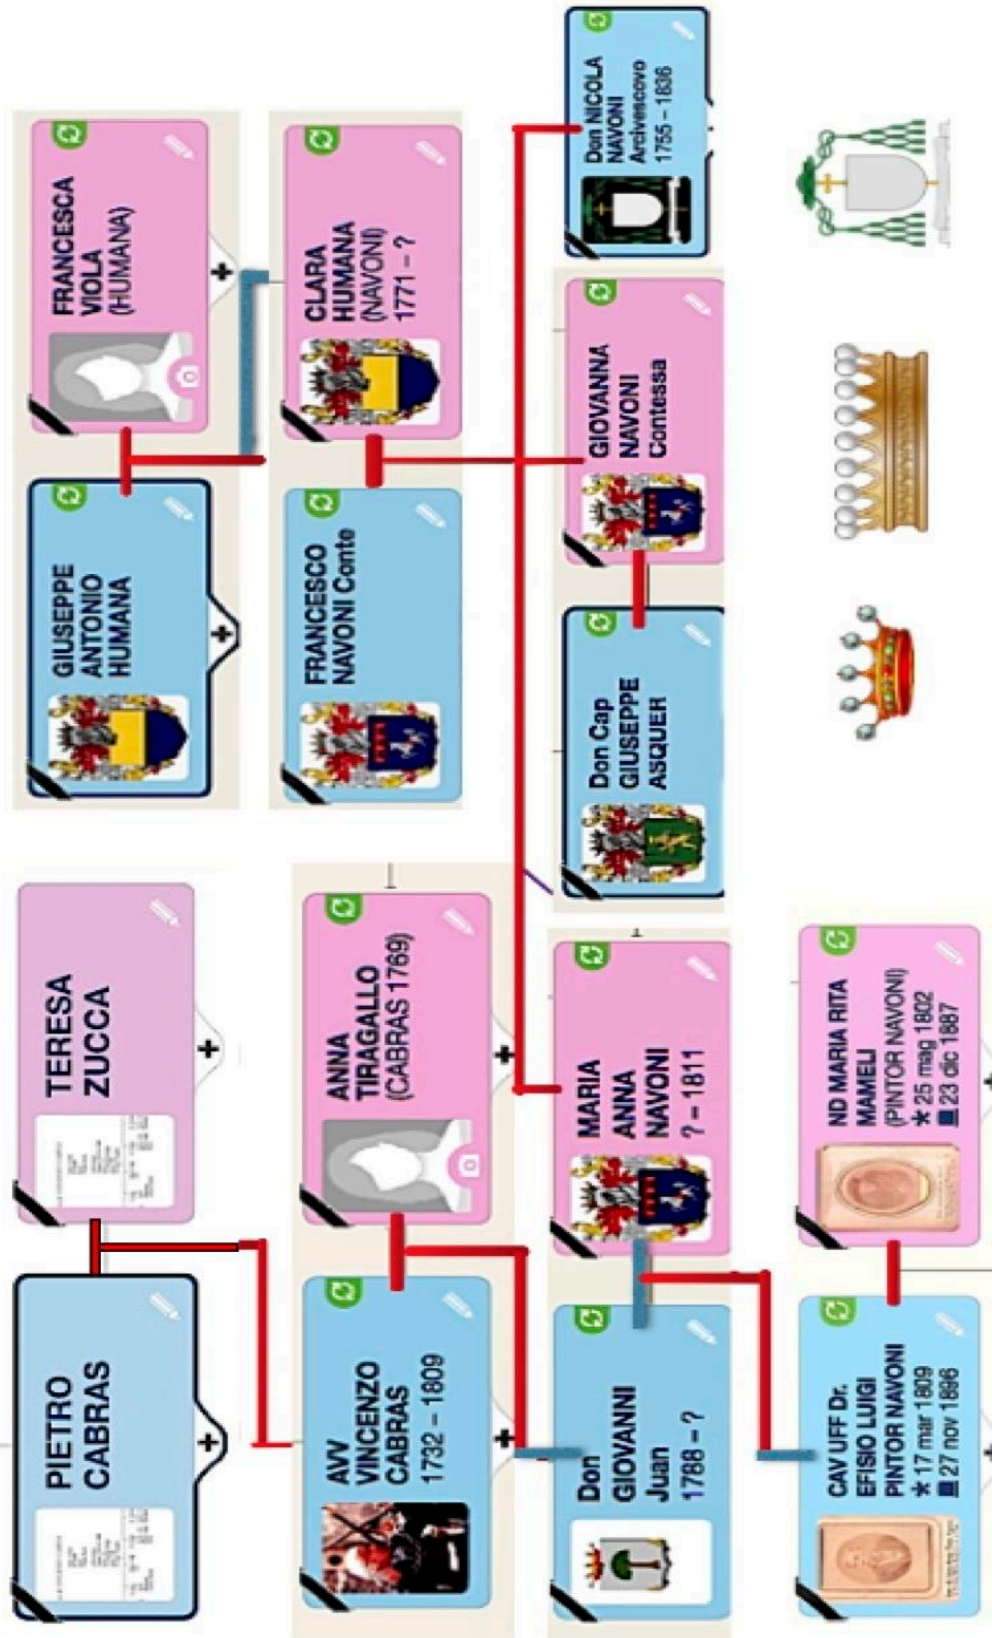 PIETRO
CABRAS
TERESA
ZUCCA
GIUSEPPE
ANTONIO
HUMANA
FRANCESCA
VIOLA
(HUMANA)
AVV
VINCENZO
CABRAS
1732 – 1809
ANNA
TIRAGALLO
(CABRAS 1769)
FRANCESCO
NAVONI Conte
CLARA
HUMANA
(NAVONI)
1771 – ?
Don
GIOVANNI
Juan
1788 – ?
MARIA
ANNA
NAVONI
? – 1811
Don Cap
GIUSEPPE
ASQUER
GIOVANNA
NAVONI
Contessa
Don NICOLA
NAVONI
Arcivescovo
1755 – 1836
CAV UFF Dr.
EFISIO LUIGI
PINTOR NAVONI
17 mar 1809
27 nov 1896
ND MARIA RITA
MAMELI
(PINTOR NAVONI)
25 mag 1802
23 dic 1887